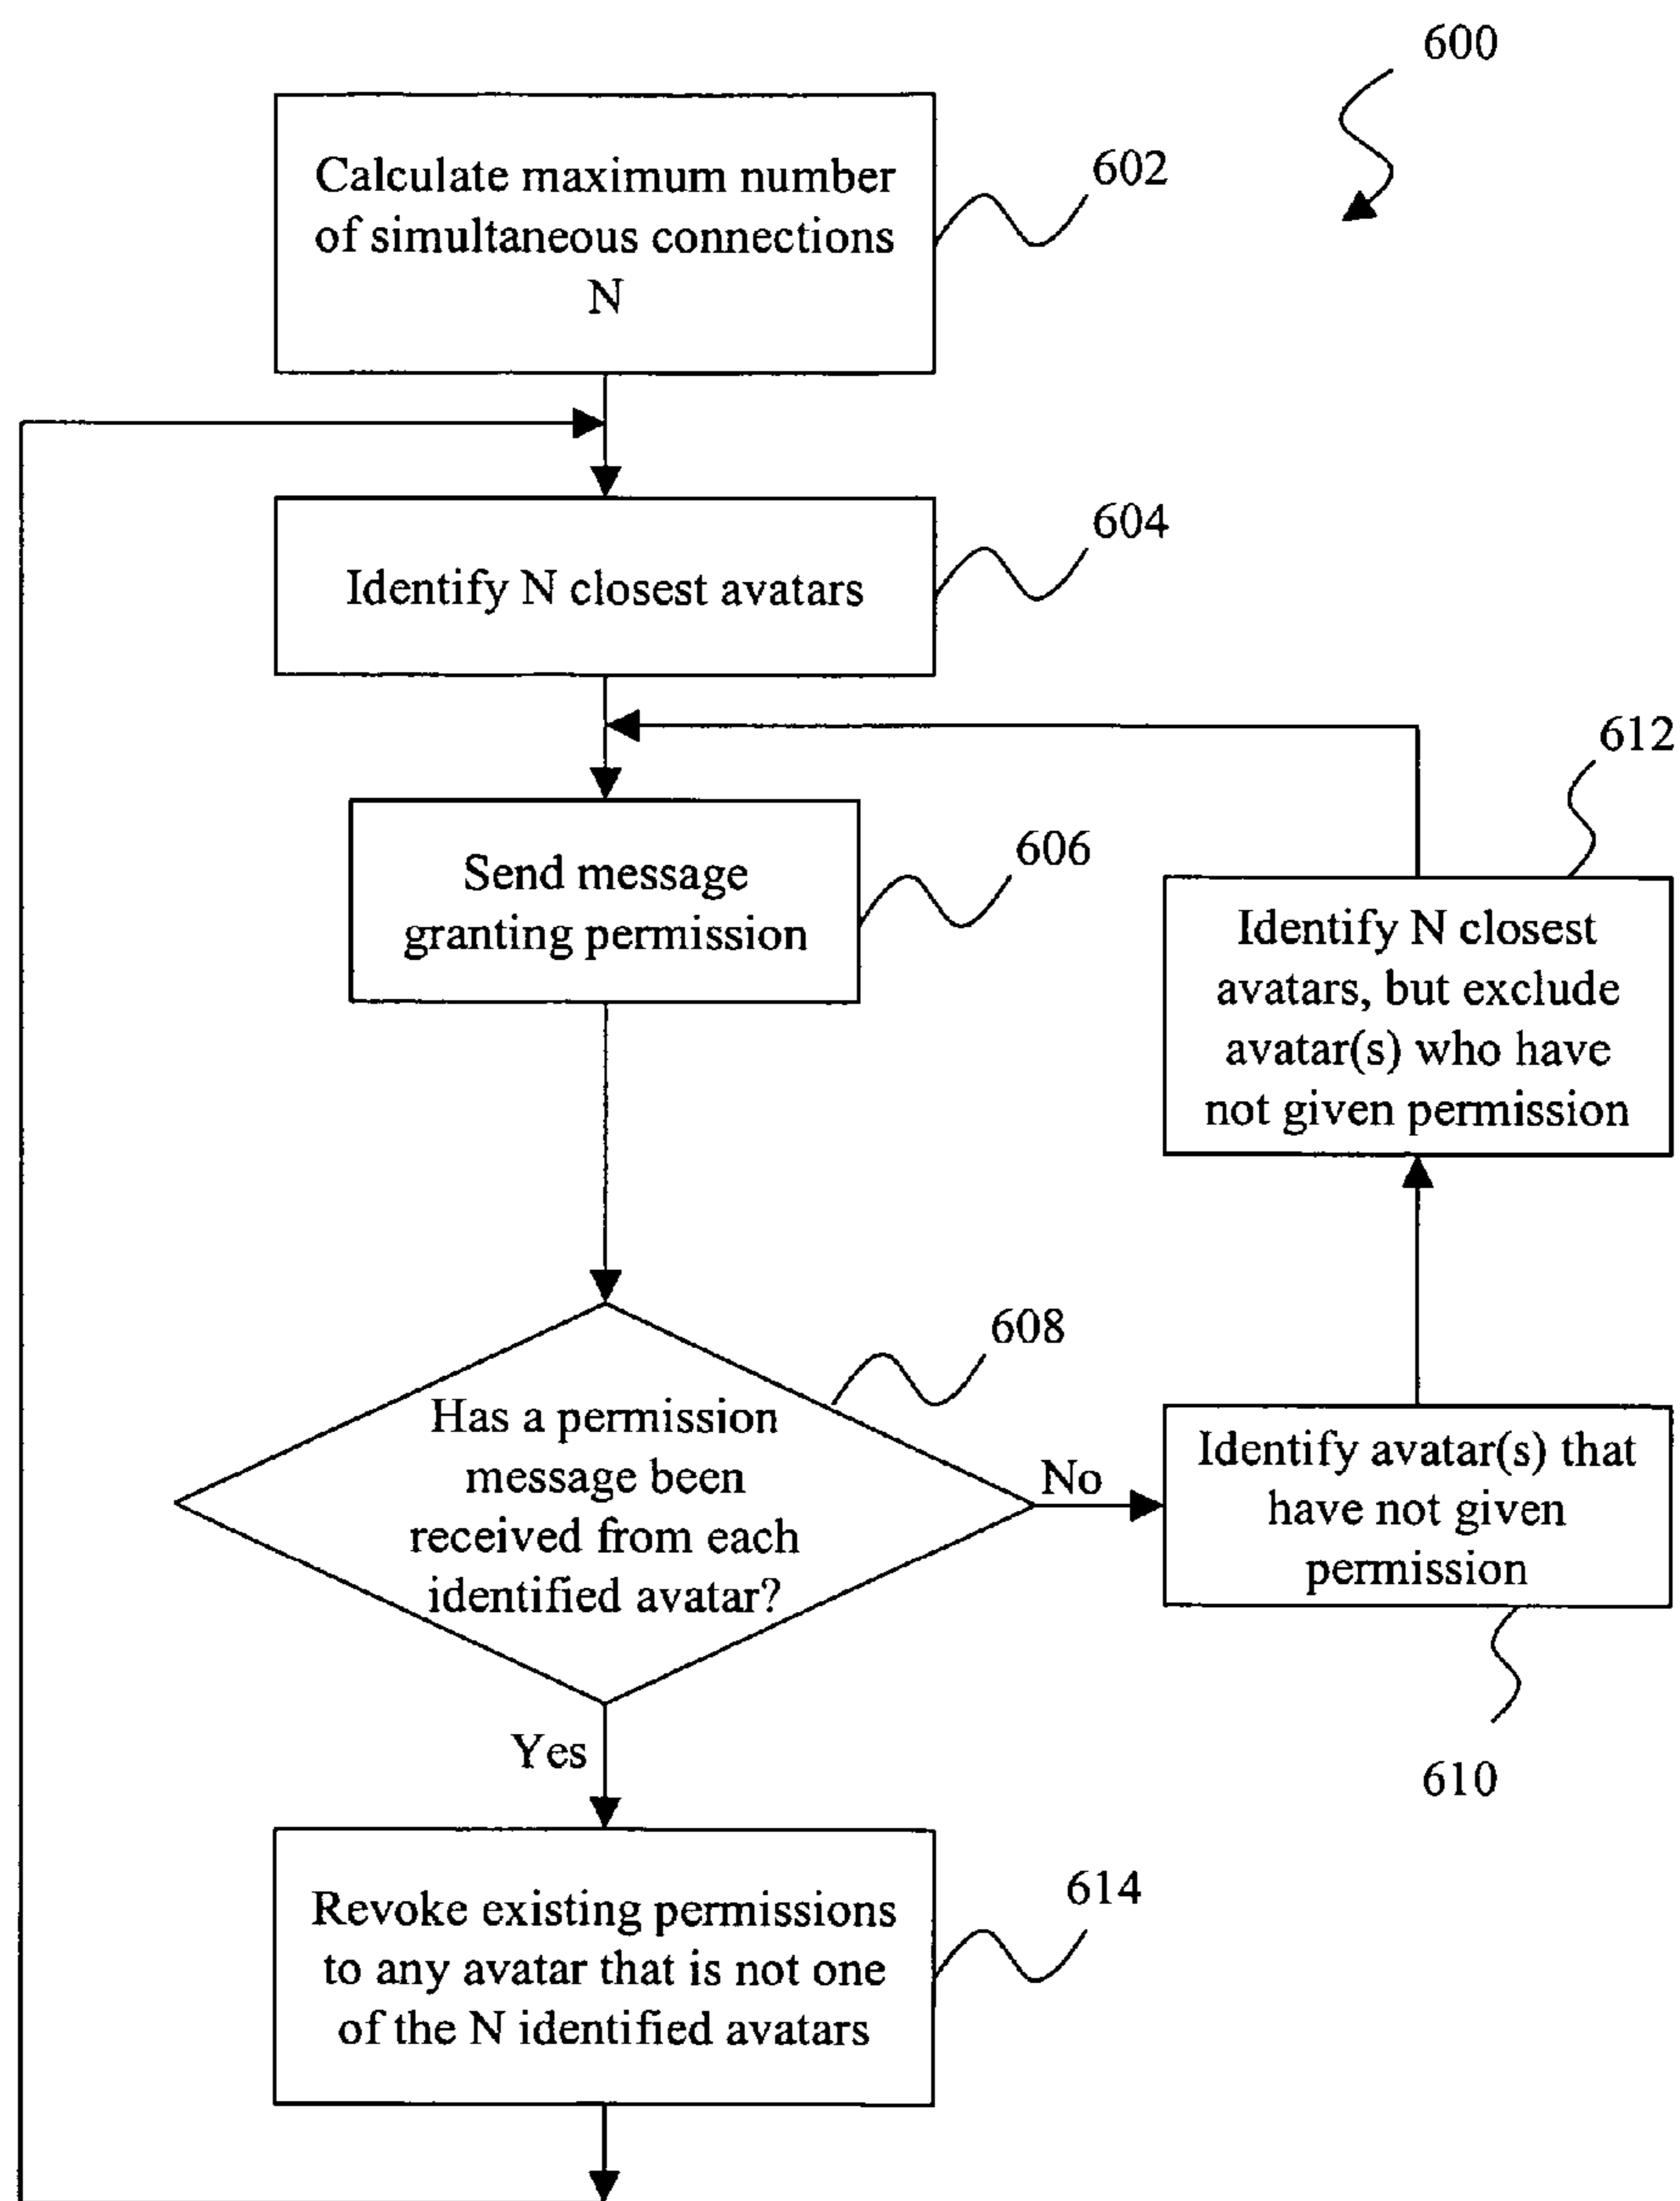 600
Calculate maximum number
of simultaneous connections
N
602
Identify N closest avatars
604
Send message
granting permission
606
612
Identify N closest
avatars, but exclude
avatar(s) who have
not given permission
Has a permission
message been
received from each
identified avatar?
608
No
Identify avatar(s) that
have not given
permission
610
Yes
Revoke existing permissions
to any avatar that is not one
of the N identified avatars
614